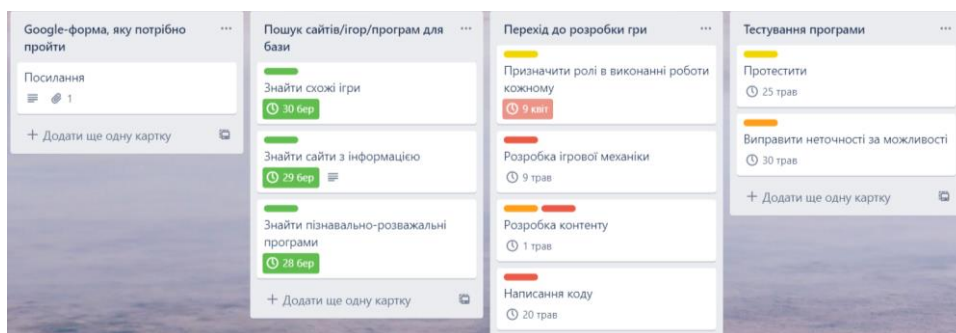 Google-форма, яку потрібно
пройти
Посилання
1
+ Додати ще одну картку
Пошук сайтів/ігор/програм для
бази
Знайти схожі ігри
30 бер
Знайти сайти з інформацією
29 бер
Знайти пізнавально-розважальні
програми
28 бер
+ Додати ще одну картку
Перехід до розробки гри
Призначити ролі в виконанні роботи
кожному
9 квіт
Розробка ігрової механіки
9 трав
Розробка контенту
1 трав
Написання коду
20 трав
Тестування програми
Протестити
25 трав
Виправити неточності за можливості
30 трав
+ Додати ще одну картку